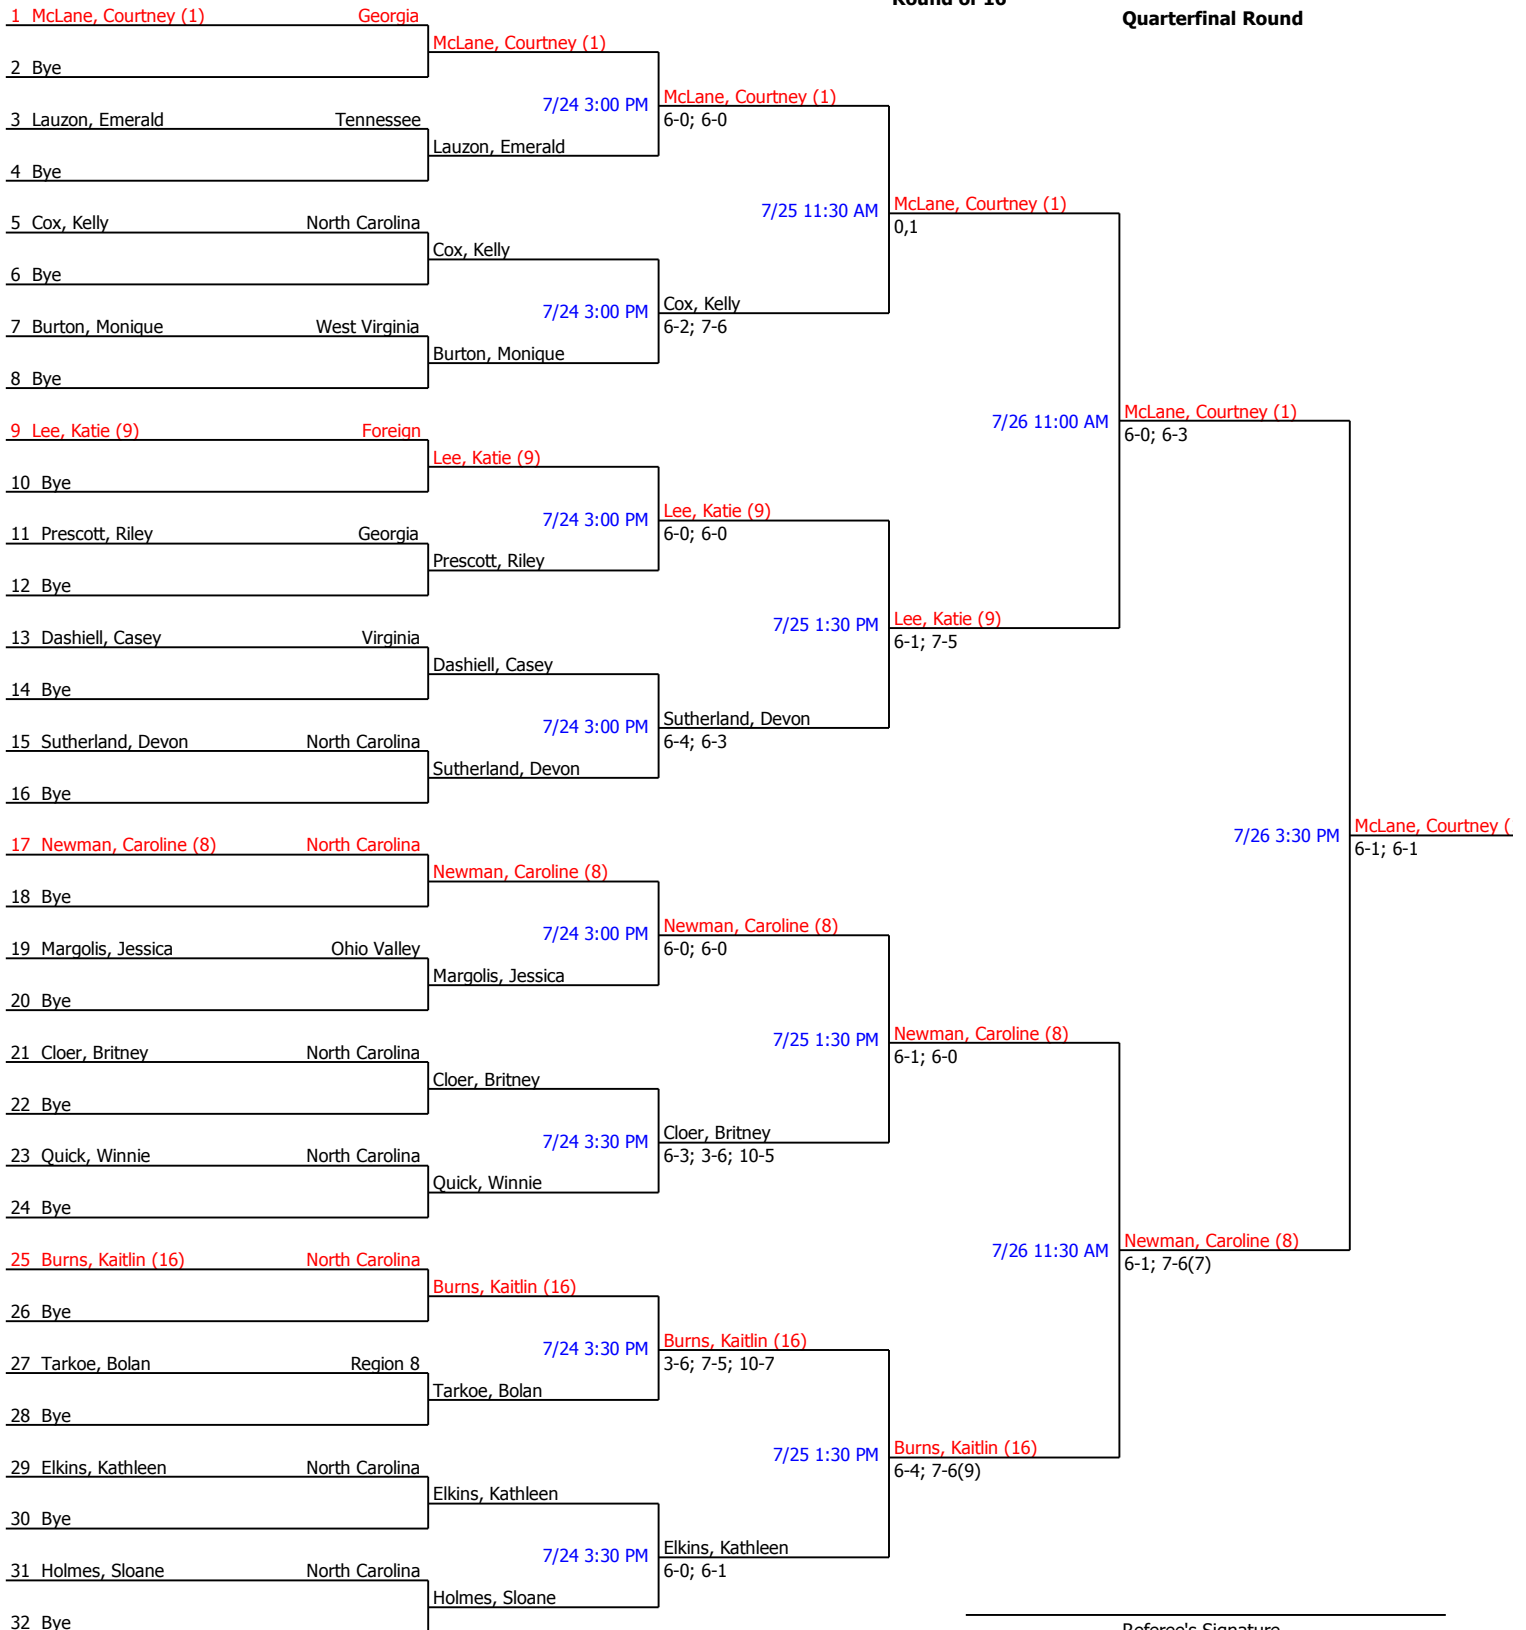 Round of 16
Quarterfinal Round
1 McLane, Courtney (1) Georgia
McLane, Courtney (1)
2 Bye
7/24 3:00 PM McLane, Courtney (1)
6-0; 6-0
3 Lauzon, Emerald Tennessee
Lauzon, Emerald
4 Bye
7/25 11:30 AM McLane, Courtney (1)
0,1
5 Cox, Kelly North Carolina
Cox, Kelly
6 Bye
7/24 3:00 PM Cox, Kelly
6-2; 7-6
7 Burton, Monique West Virginia
Burton, Monique
8 Bye
7/26 11:00 AM McLane, Courtney (1)
6-0; 6-3
9 Lee, Katie (9) Foreign
Lee, Katie (9)
10 Bye
7/24 3:00 PM Lee, Katie (9)
6-0; 6-0
11 Prescott, Riley Georgia
Prescott, Riley
12 Bye
7/25 1:30 PM Lee, Katie (9)
6-1; 7-5
13 Dashiell, Casey Virginia
Dashiell, Casey
14 Bye
7/24 3:00 PM Sutherland, Devon
6-4; 6-3
15 Sutherland, Devon North Carolina
Sutherland, Devon
16 Bye
7/26 3:30 PM McLane, Courtney (
6-1; 6-1
17 Newman, Caroline (8) North Carolina
Newman, Caroline (8)
18 Bye
7/24 3:00 PM Newman, Caroline (8)
6-0; 6-0
19 Margolis, Jessica Ohio Valley
Margolis, Jessica
20 Bye
7/25 1:30 PM Newman, Caroline (8)
6-1; 6-0
21 Cloer, Britney North Carolina
Cloer, Britney
22 Bye
7/24 3:30 PM Cloer, Britney
6-3; 3-6; 10-5
23 Quick, Winnie North Carolina
Quick, Winnie
24 Bye
7/26 11:30 AM Newman, Caroline (8)
6-1; 7-6(7)
25 Burns, Kaitlin (16) North Carolina
Burns, Kaitlin (16)
26 Bye
7/24 3:30 PM Burns, Kaitlin (16)
3-6; 7-5; 10-7
27 Tarkoe, Bolan Region 8
Tarkoe, Bolan
28 Bye
7/25 1:30 PM Burns, Kaitlin (16)
6-4; 7-6(9)
29 Elkins, Kathleen North Carolina
Elkins, Kathleen
30 Bye
7/24 3:30 PM Elkins, Kathleen
6-0; 6-1
31 Holmes, Sloane North Carolina
Holmes, Sloane
32 Bye
Referee's Signature